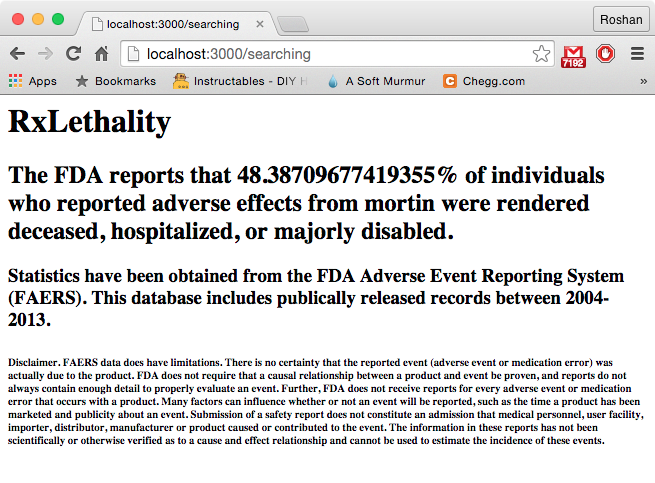 localhost:3000/searching
Roshan
localhost:3000/searching
7192
Apps
Bookmarks
Instructables - DIY H
A Soft Murmur
C Chegg.com
»
RxLethality
The FDA reports that 48.38709677419355% of individuals
who reported adverse effects from mortin were rendered
deceased, hospitalized, or majorly disabled.
Statistics have been obtained from the FDA Adverse Event Reporting System
(FAERS). This database includes publically released records between 2004-
2013.
Disclaimer. FAERS data does have limitations. There is no certainty that the reported event (adverse event or medication error) was
actually due to the product. FDA does not require that a causal relationship between a product and event be proven, and reports do not
always contain enough detail to properly evaluate an event. Further, FDA does not receive reports for every adverse event or medication
error that occurs with a product. Many factors can influence whether or not an event will be reported, such as the time a product has been
marketed and publicity about an event. Submission of a safety report does not constitute an admission that medical personnel, user facility,
importer, distributor, manufacturer or product caused or contributed to the event. The information in these reports has not been
scientifically or otherwise verified as to a cause and effect relationship and cannot be used to estimate the incidence of these events.